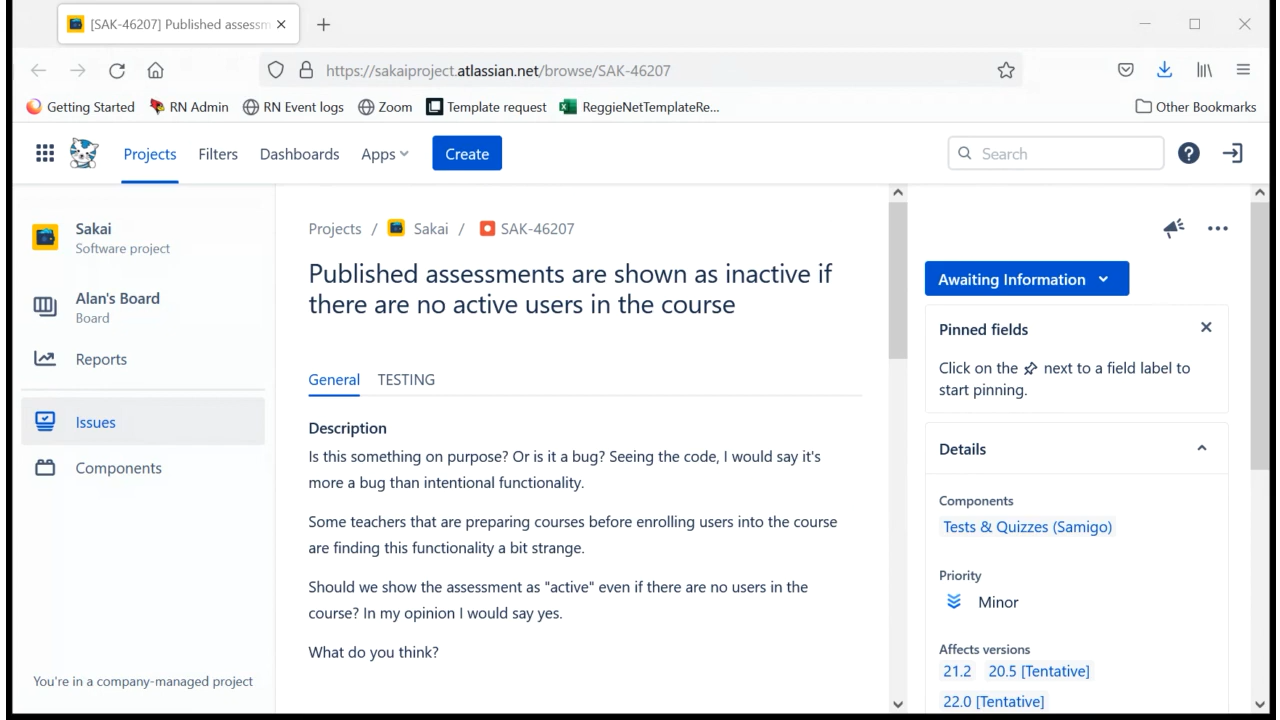 [SAK-46207] Published assessm
https://sakaiproject.atlassian.net/browse/SAK-46207
Getting Started
RN Admin
RN Event logs
Zoom
Template request
ReggieNetTemplateRe...
Other Bookmarks
Projects
Filters
Dashboards
Apps
Create
Search
Sakai
Software project
Alan's Board
Board
Reports
Issues
Components
You're in a company-managed project
Projects / Sakai / SAK-46207
Published assessments are shown as inactive if
there are no active users in the course
General
TESTING
Description
Is this something on purpose? Or is it a bug? Seeing the code, I would say it's
more a bug than intentional functionality.
Some teachers that are preparing courses before enrolling users into the course
are finding this functionality a bit strange.
Should we show the assessment as "active" even if there are no users in the
course? In my opinion I would say yes.
What do you think?
Awaiting Information
Pinned fields
Click on the next to a field label to
start pinning.
Details
Components
Tests & Quizzes (Samigo)
Priority
Minor
Affects versions
21.2 20.5 [Tentative]
22.0 [Tentative]